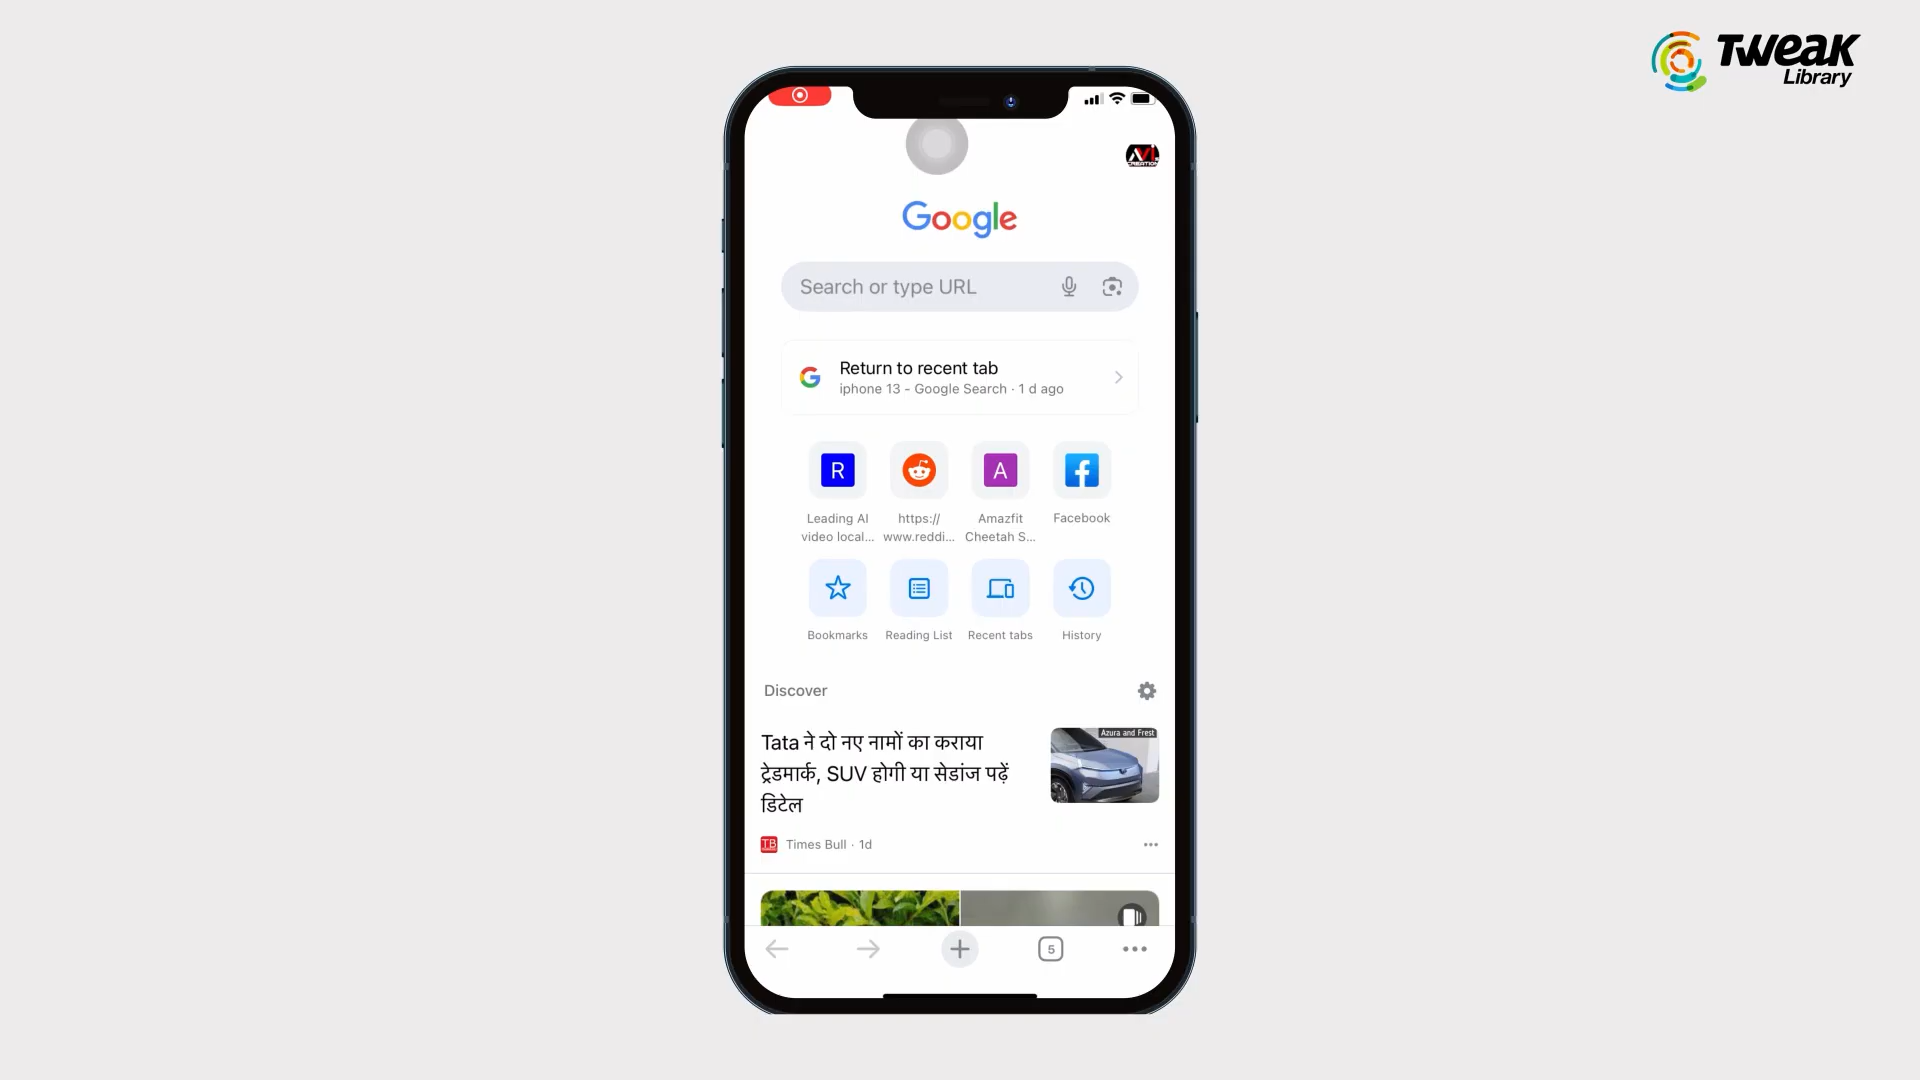 TWeaK
Library
AVI
CREATION
Google
Search or type URL
Return to recent tab
iphone 13 - Google Search · 1 d ago
R
A
Leading AI
video local...
https://
www.reddi...
Amazfit
Cheetah S...
Facebook
Bookmarks
Reading List
Recent tabs
History
Discover
Tata ने दो नए नामों का कराया
ट्रेडमार्क, SUV होगी या सेडांज पढ़ें
डिटेल
Azura and Frest
TB
Times Bull · 1d
5